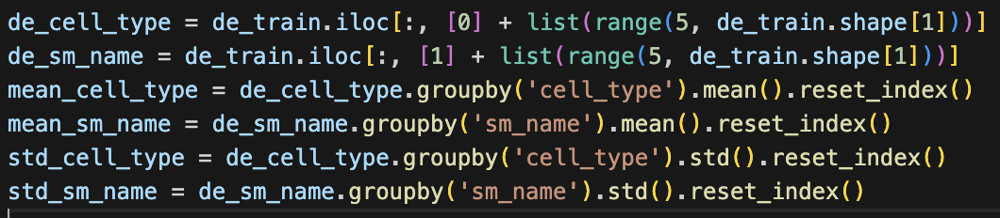 de_cell_type = de_train.iloc[:, [0] + list(range(5, de_train.shape[1]))]
de_sm_name = de_train.iloc[:, [1] + list(range(5, de_train.shape[1]))]
mean_cell_type = de_cell_type.groupby('cell_type').mean().reset_index()
mean_sm_name = de_sm_name.groupby('sm_name').mean().reset_index()
std_cell_type = de_cell_type.groupby('cell_type').std().reset_index()
std_sm_name = de_sm_name.groupby('sm_name').std().reset_index()